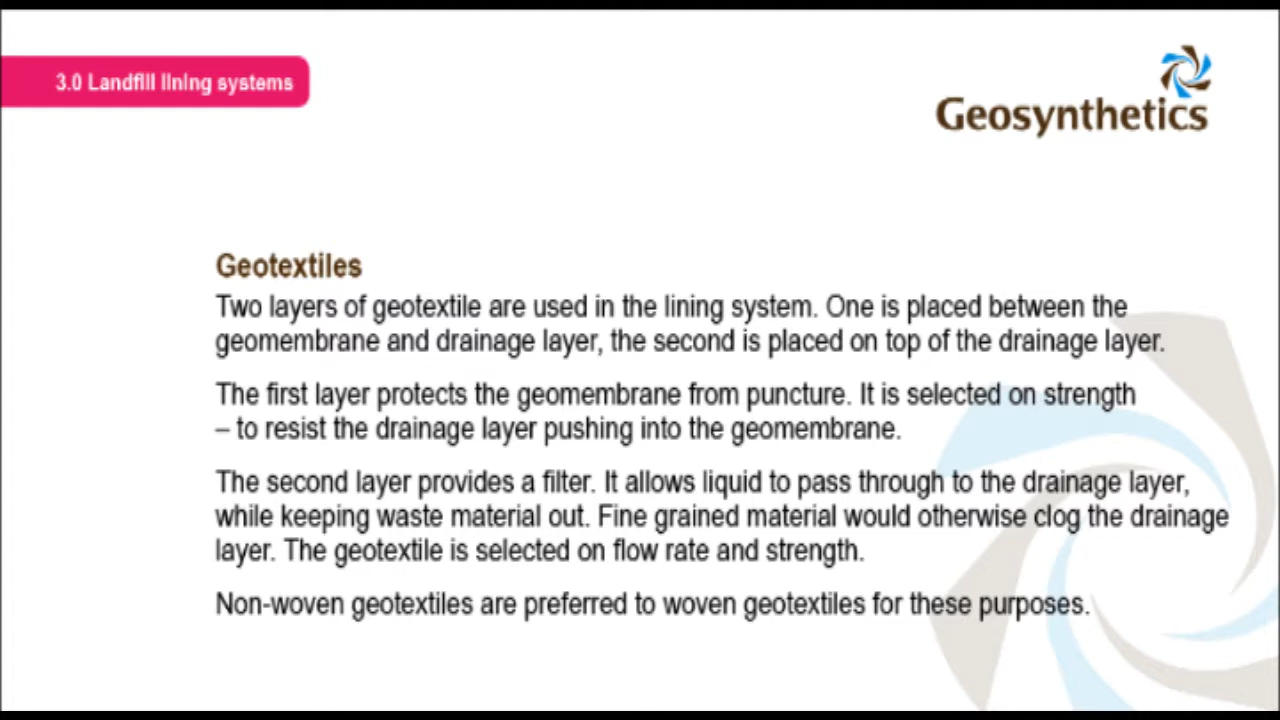 3.0 Landfill lining systems
Geosynthetics
Geotextiles
Two layers of geotextile are used in the lining system. One is placed between the
geomembrane and drainage layer, the second is placed on top of the drainage layer.
The first layer protects the geomembrane from puncture. It is selected on strength
– to resist the drainage layer pushing into the geomembrane.
The second layer provides a filter. It allows liquid to pass through to the drainage layer,
while keeping waste material out. Fine grained material would otherwise clog the drainage
layer. The geotextile is selected on flow rate and strength.
Non-woven geotextiles are preferred to woven geotextiles for these purposes.